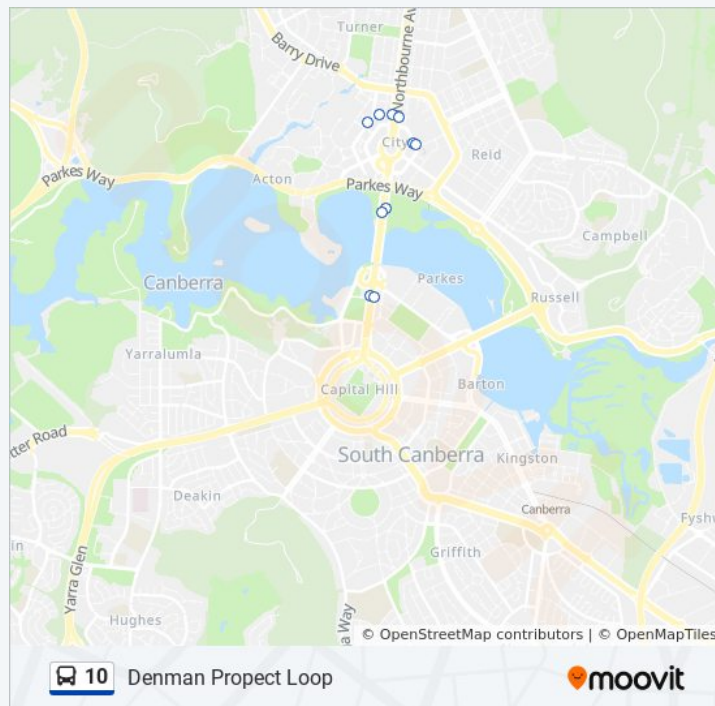 Turner
Barry Drive
Northbourne Av
City
Reid
Parkes Way
Acton
Parkes Way
Campbell
Canberra
Parkes
Russell
Yarralumla
Capital Hill
Barton
tter Road
South Canberra
Kingston
Deakin
Canberra
Fyshw
in
Griffith
Yarra Glen
Hughes
a Way
© OpenStreetMap contributors | © OpenMapTiles
10 Denman Propect Loop
moovit